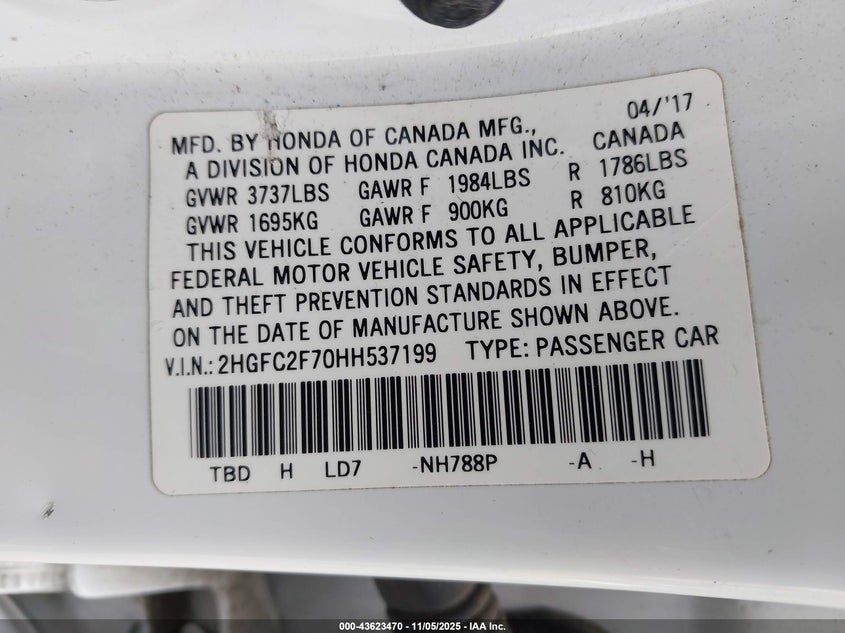 04/'17
MFD. BY HONDA OF CANADA MFG., CANADA
A DIVISION OF HONDA CANADA INC.
GVWR 3737LBS GAWR F 1984LBS R 1786LBS
GVWR 1695KG GAWR F 900KG R 810KG
THIS VEHICLE CONFORMS TO ALL APPLICABLE
FEDERAL MOTOR VEHICLE SAFETY, BUMPER,
AND THEFT PREVENTION STANDARDS IN EFFECT
ON THE DATE OF MANUFACTURE SHOWN ABOVE.
V.I.N.: 2HGFC2F70HH537199 TYPE: PASSENGER CAR
TBD H LD7 -NH788P -A -H
000-43623470 - 11/05/2025 - IAA Inc.